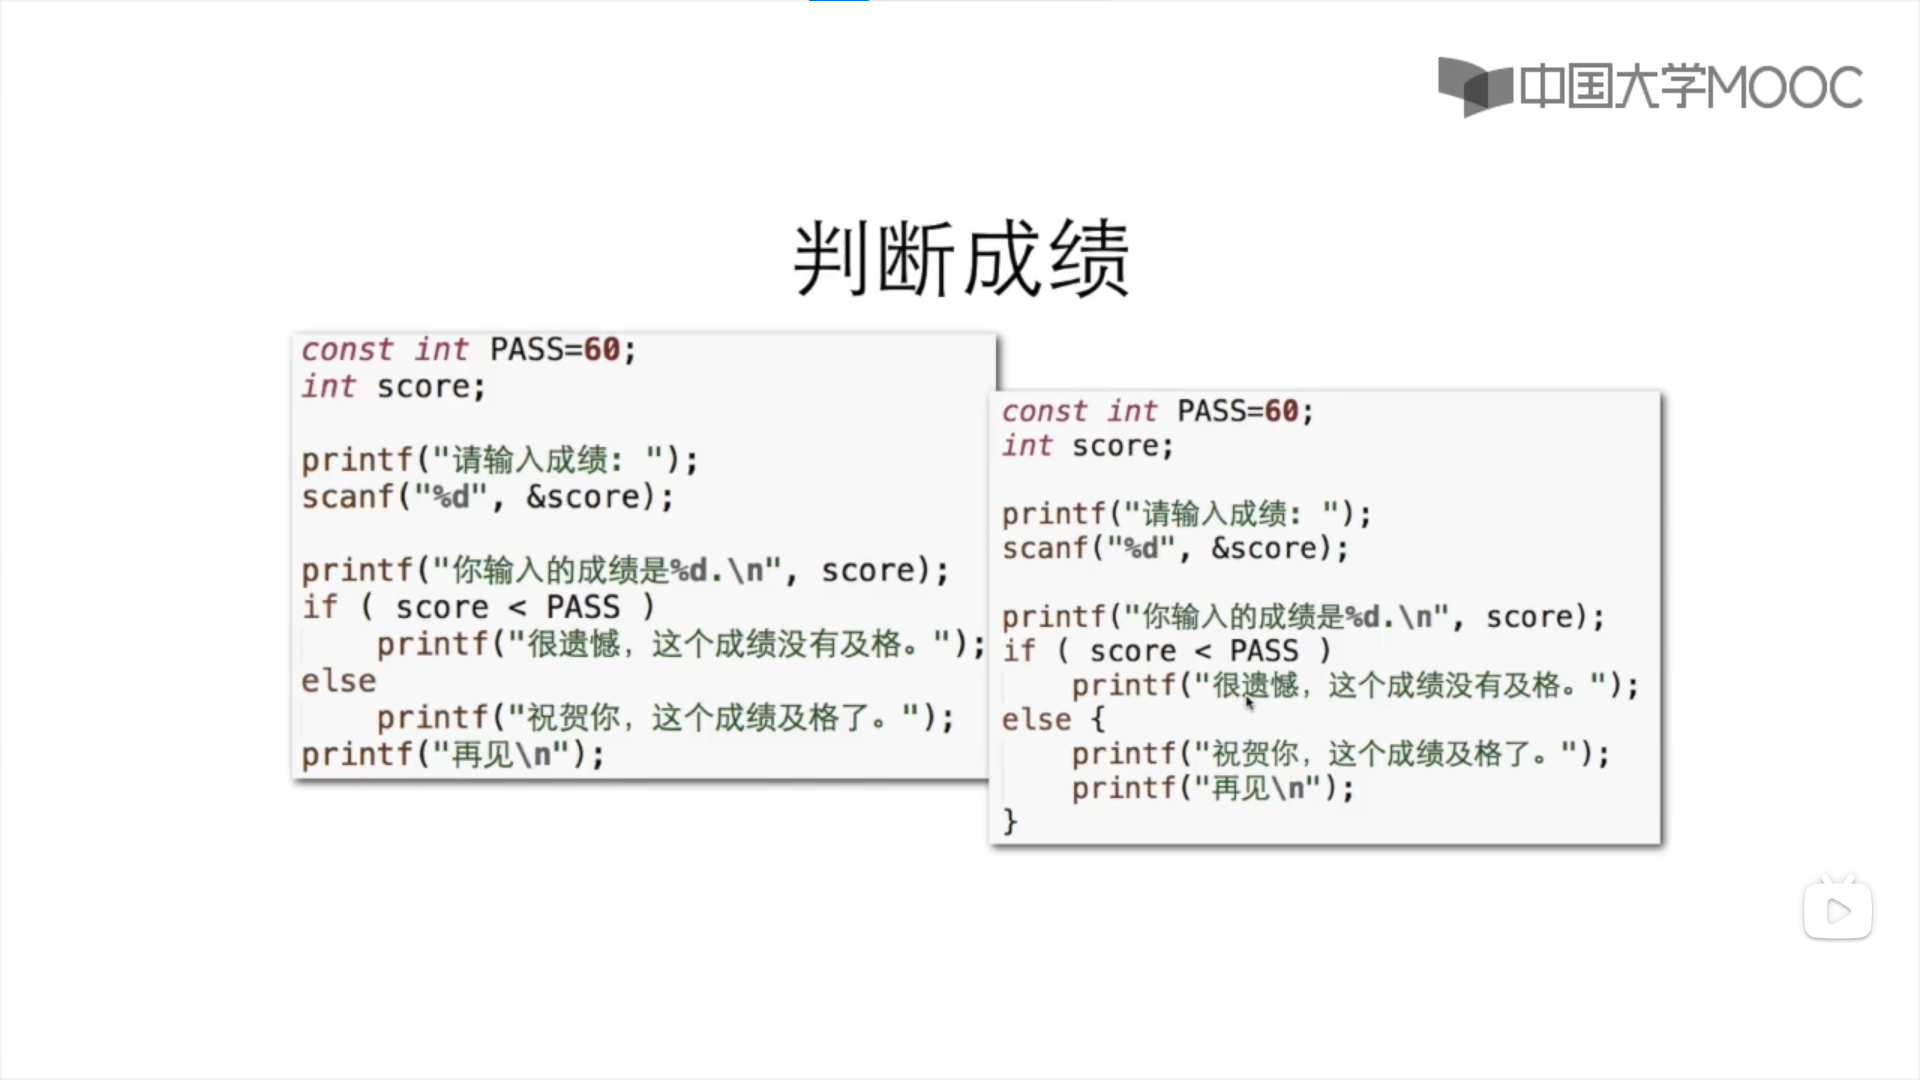 中国大学MOOC
判断成绩
const int PASS=60;
int score;
printf("请输入成绩: ");
scanf("%d", &score);
printf("你输入的成绩是%d.\n", score);
if ( score < PASS )
    printf("很遗憾，这个成绩没有及格。");
else
    printf("祝贺你，这个成绩及格了。");
printf("再见\n");
const int PASS=60;
int score;
printf("请输入成绩: ");
scanf("%d", &score);
printf("你输入的成绩是%d.\n", score);
if ( score < PASS )
    printf("很遗憾，这个成绩没有及格。");
else {
    printf("祝贺你，这个成绩及格了。");
    printf("再见\n");
}